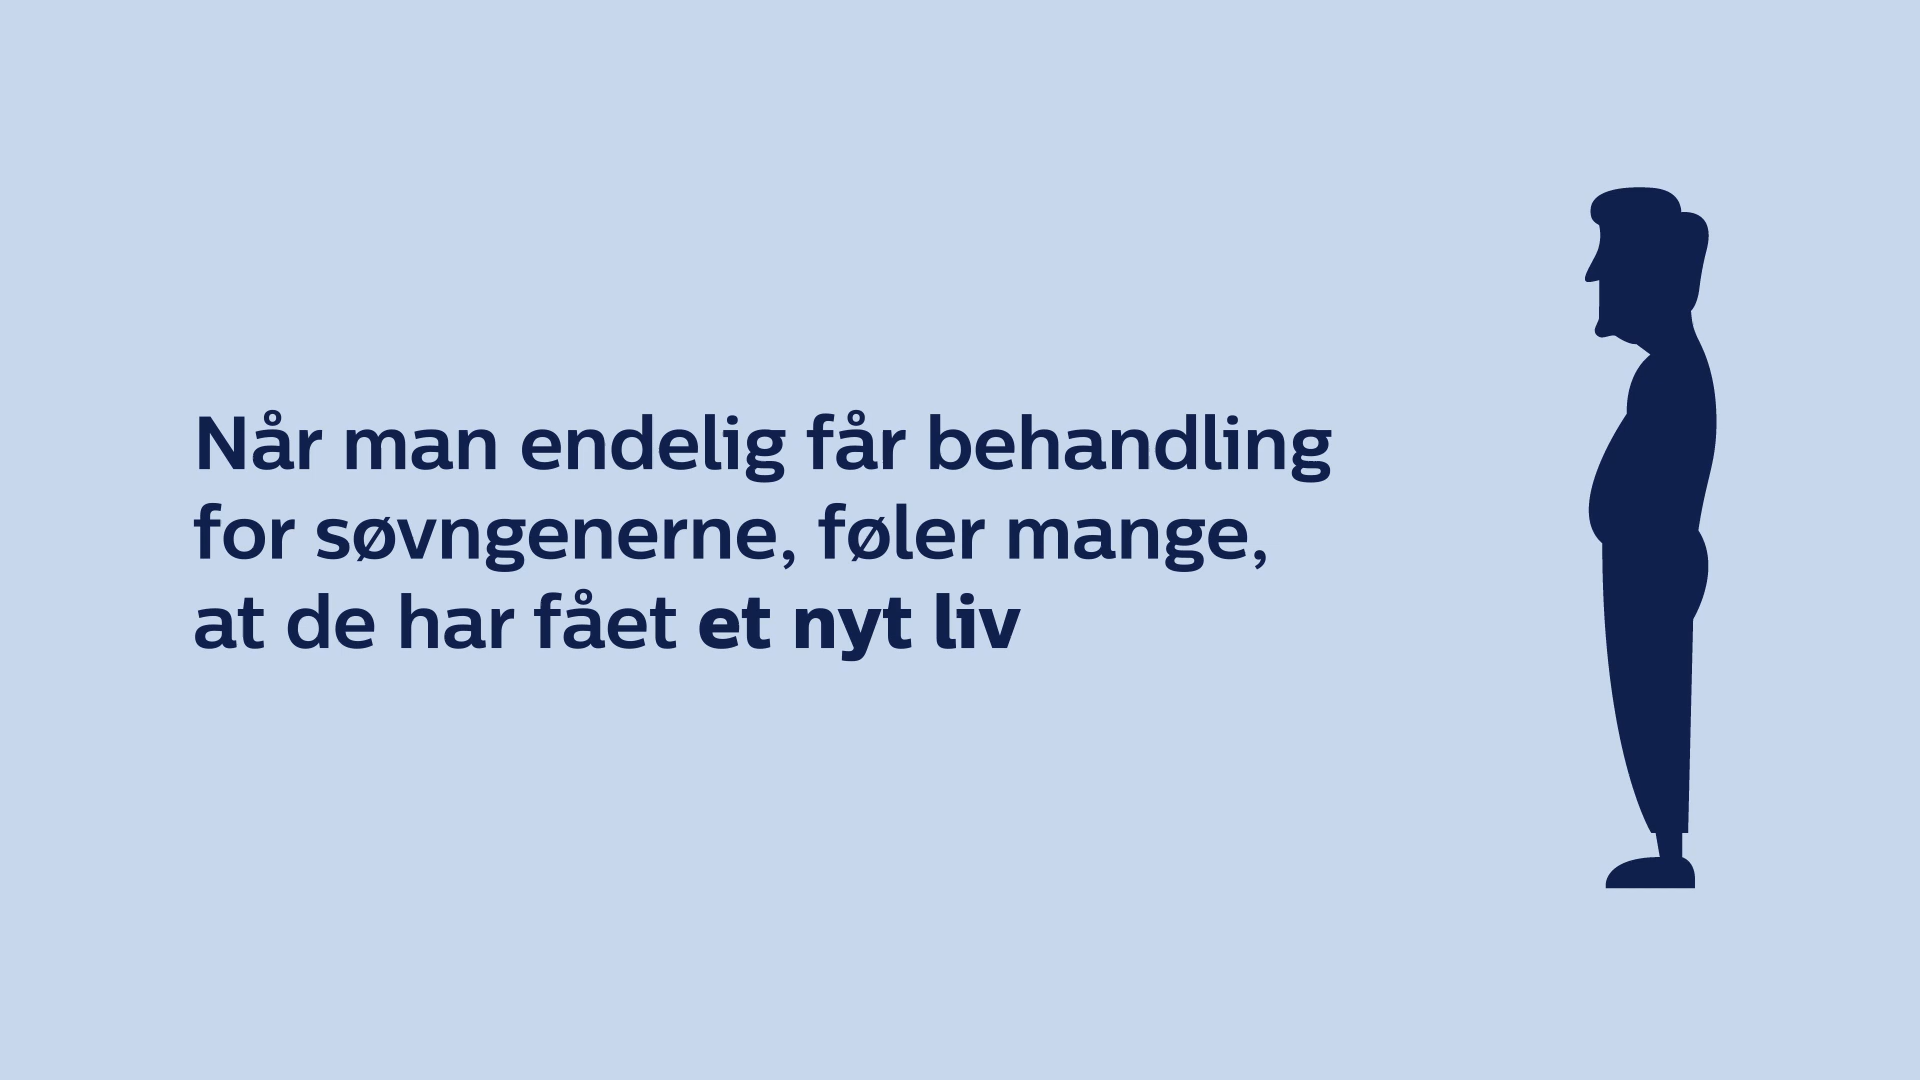 Når man endelig får behandling
for søvngenerne, føler mange,
at de har fået et nyt liv